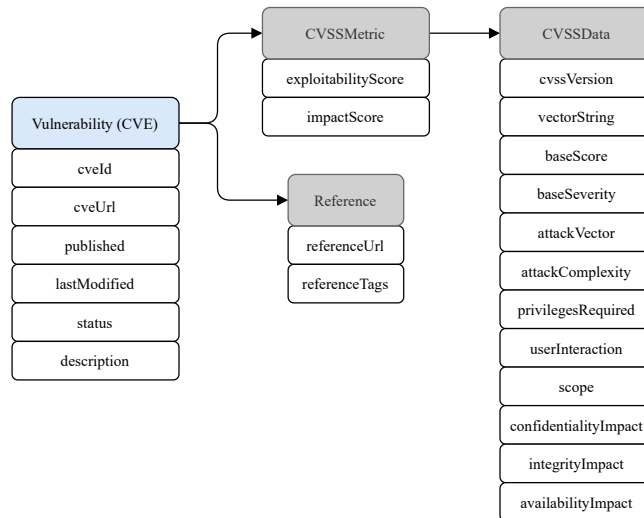 Vulnerability (CVE)
cveId
cveUrl
published
lastModified
status
description
CVSSMetric
exploitabilityScore
impactScore
Reference
referenceUrl
referenceTags
CVSSData
cvssVersion
vectorString
baseScore
baseSeverity
attackVector
attackComplexity
privilegesRequired
userInteraction
scope
confidentialityImpact
integrityImpact
availabilityImpact